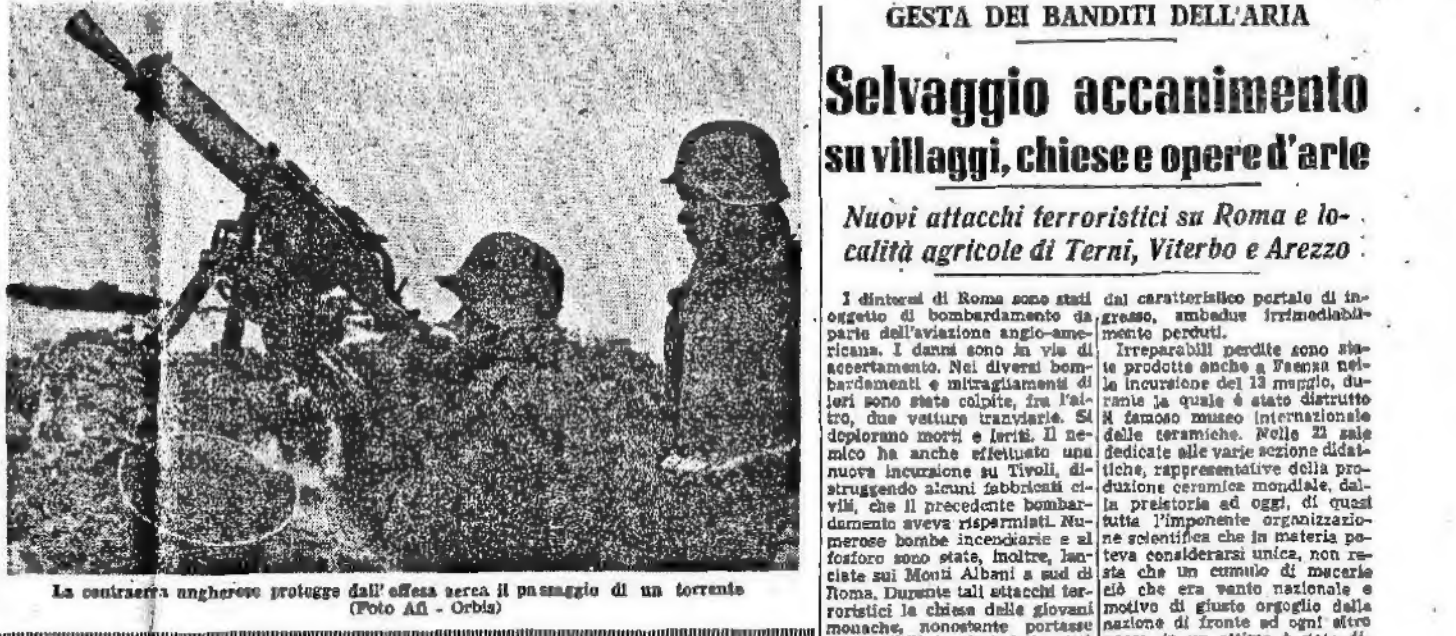 La contraerea ungherese protegge dall'offesa aerea il passaggio di un torrente
(Foto Afi - Orbis)
GESTA DEI BANDITI DELL'ARIA
Selvaggio accanimento
su villaggi, chiese e opere d'arte
Nuovi attacchi terroristici su Roma e lo-
calità agricole di Terni, Viterbo e Arezzo
I dintorni di Roma sono stati
oggetto di bombardamento da
parte dell'aviazione anglo-ame-
ricana. I danni sono in via di
accertamento. Nei diversi bom-
bardamenti e mitragliamenti di
ieri sono state colpite, fra l'al-
tro, due vetture tranviarie. Si
deplorano morti e feriti. Il ne-
mico ha anche effettuato una
nuova incursione su Tivoli, di-
struggendo alcuni fabbricati ci-
vili, che il precedente bombar-
damento aveva risparmiati. Nu-
merose bombe incendiarie e al
fosforo sono state, inoltre, lan-
ciate sui Monti Albani a sud di
Roma. Durante tali attacchi ter-
roristici la chiesa delle giovani
monache, nonostante portasse
dal caratteristico portale di in-
gresso, ambedue irrimediabil-
mente perduti.
Irreparabili perdite sono sta-
te prodotte anche a Faenza nel-
la incursione del 13 maggio, du-
rante la quale è stato distrutto
il famoso museo internazionale
delle ceramiche. Nelle 21 sale
dedicate alle varie sezione didat-
tiche, rappresentative della pro-
duzione ceramica mondiale, dal-
la preistoria ad oggi, di quasi
tutta l'imponente organizzazio-
ne scientifica che in materia po-
teva considerarsi unica, non re-
sta che un cumulo di macerie
ciò che era vanto nazionale e
motivo di giusto orgoglio della
nazione di fronte ad ogni altro